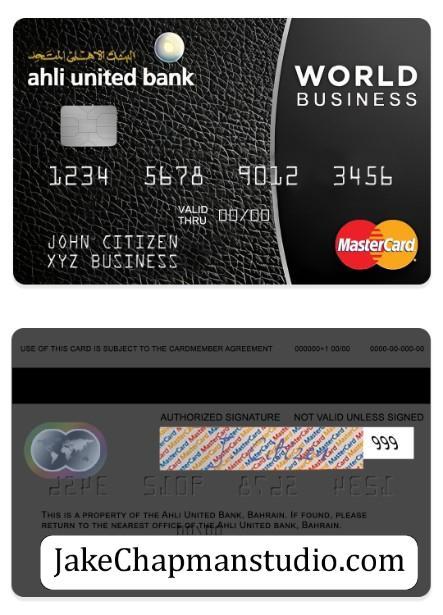 البنك الأهلي المتحد
ahli united bank
WORLD
BUSINESS
1234 5678 9012 3456
VALID
THRU 00/00
JOHN CITIZEN
XYZ BUSINESS
MasterCard
USE OF THIS CARD IS SUBJECT TO THE CARDMEMBER AGREEMENT 000000×1 00/00 0000-00-000-00
AUTHORIZED SIGNATURE NOT VALID UNLESS SIGNED
999
THIS IS A PROPERTY OF THE AHLI UNITED BANK, BAHRAIN. IF FOUND, PLEASE
RETURN TO THE NEAREST OFFICE OF THE AHLI UNITED BANK, BAHRAIN.
JakeChapmanstudio.com